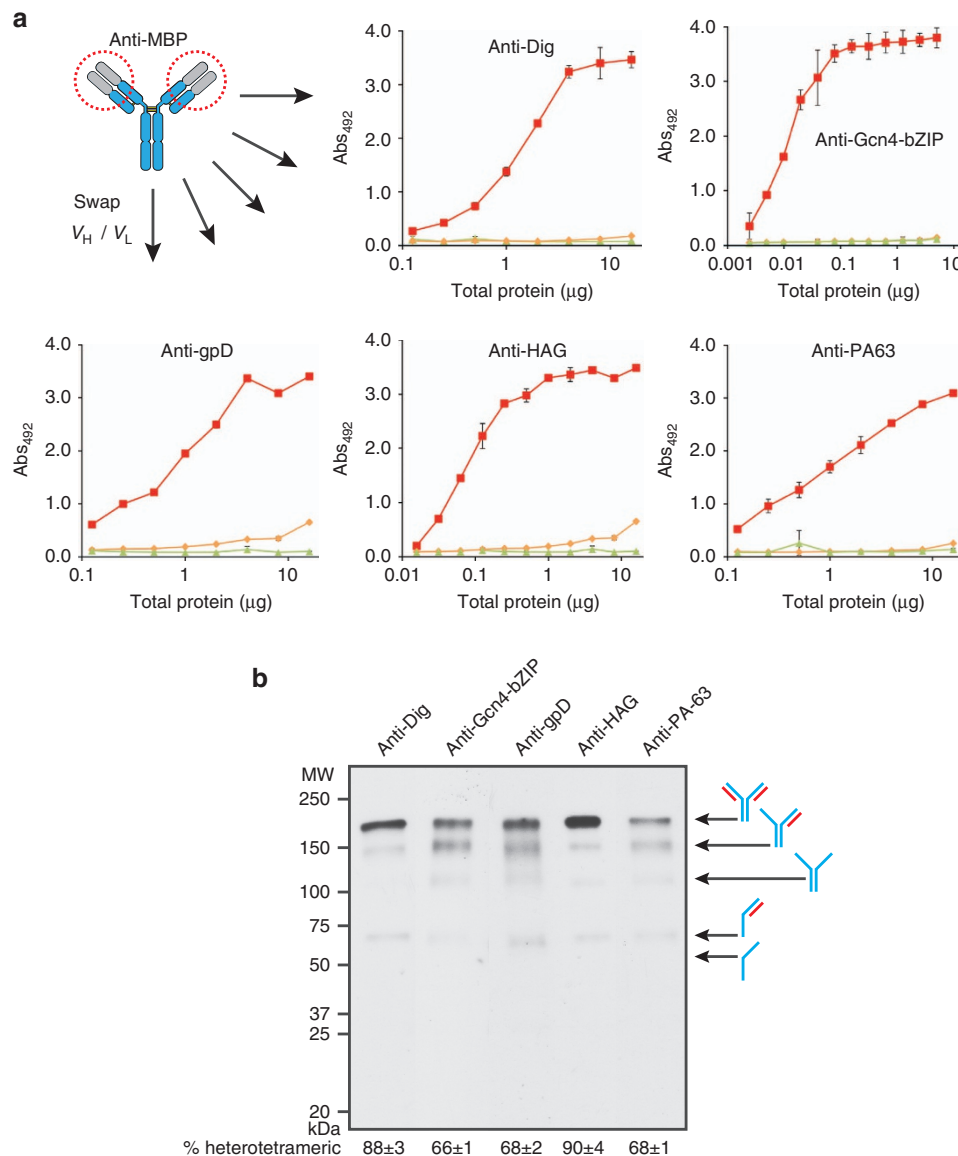 a
Anti-MBP
Swap
VH / VL
Anti-Dig
4.0
3.0
2.0
1.0
0.0
Abs492
0.1 1 10
Total protein (µg)
Anti-Gcn4-bZIP
4.0
3.0
2.0
1.0
0.0
Abs492
0.001 0.01 0.1 1 10
Total protein (µg)
Anti-gpD
4.0
3.0
2.0
1.0
0.0
Abs492
0.1 1 10
Total protein (µg)
Anti-HAG
4.0
3.0
2.0
1.0
0.0
Abs492
0.01 0.1 1 10
Total protein (µg)
Anti-PA63
4.0
3.0
2.0
1.0
0.0
Abs492
0.1 1 10
Total protein (µg)
b
Anti-Dig
Anti-Gcn4-bZIP
Anti-gpD
Anti-HAG
Anti-PA-63
MW
250
150
100
75
50
37
25
20
kDa
% heterotetrameric 88±3 66±1 68±2 90±4 68±1